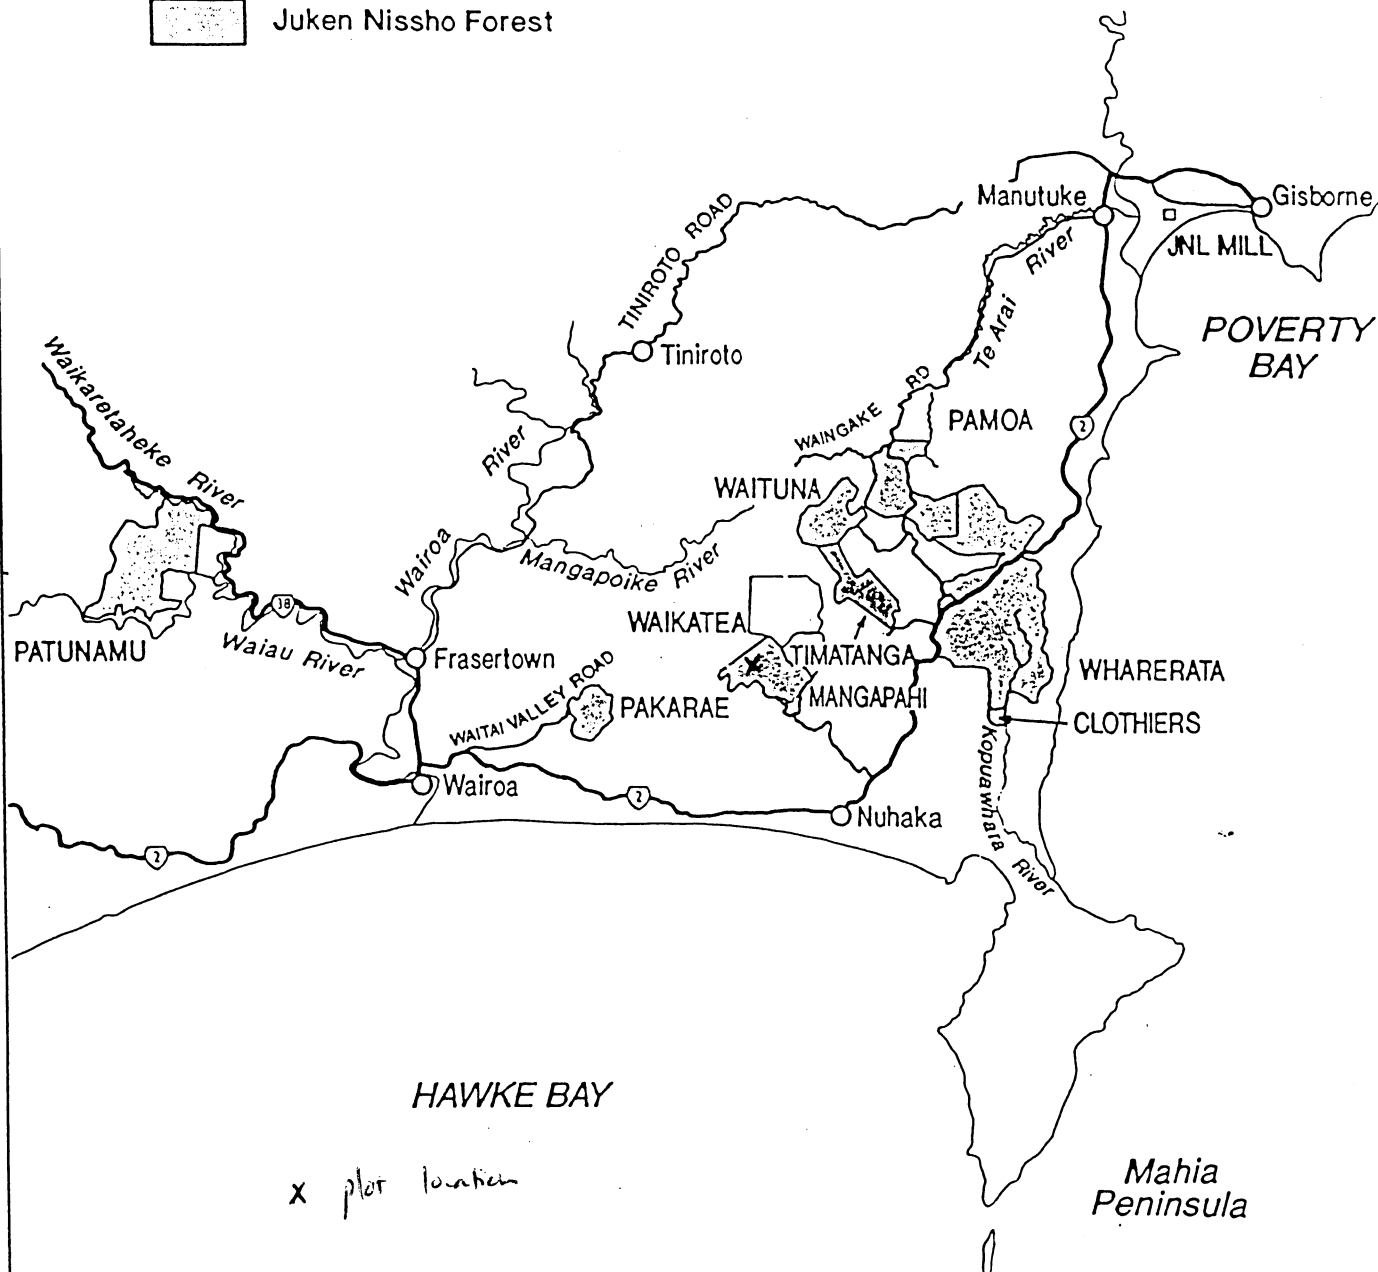 Juken Nissho Forest
Manutuke
Gisborne
JNL MILL
TINIROTO ROAD
River
Te Arai
POVERTY
BAY
Tiniroto
Waikaretaheke River
WAINGAKE RD
PAMOA
2
River
WAITUNA
Wairoa
Mangapoike River
18
WAIKATEA
PATUNAMU
Waiau River
Frasertown
TIMATANGA
WHARERATA
WAITAI VALLEY ROAD
PAKARAE
MANGAPAHI
CLOTHIERS
Wairoa
2
Nuhaka
Kopuawhara River
2
HAWKE BAY
x plot location
Mahia
Peninsula